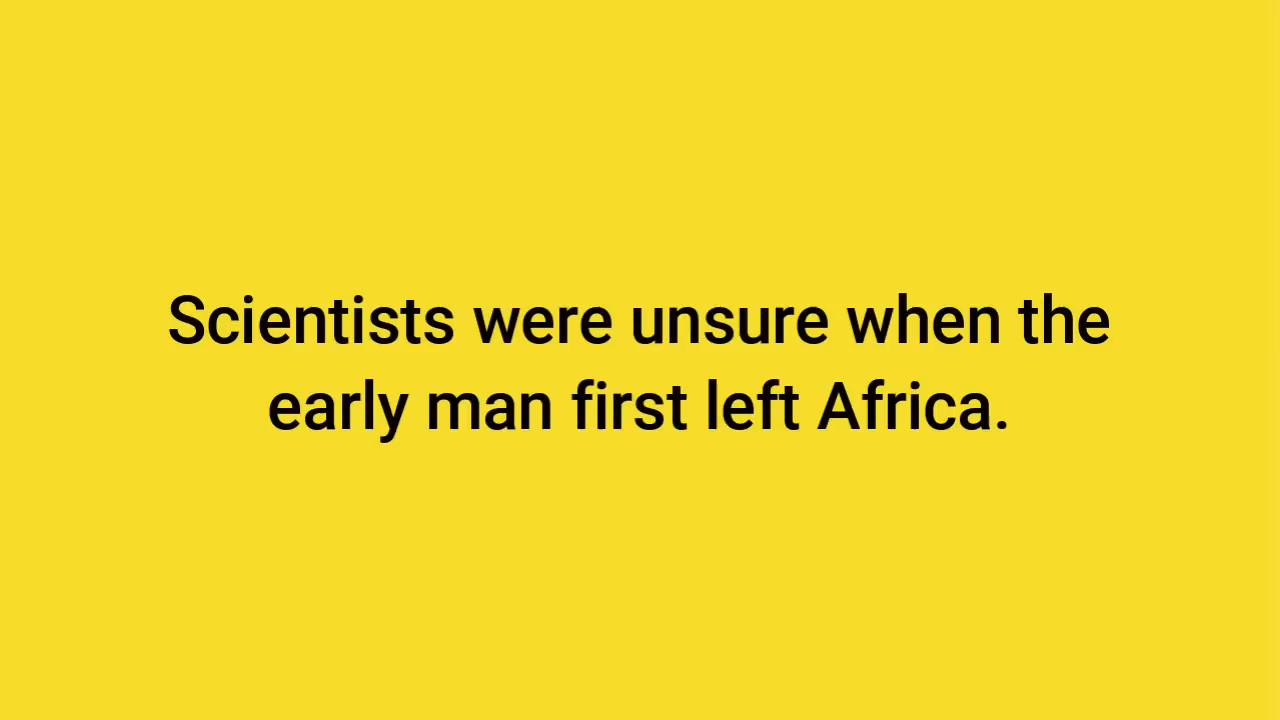 Scientists were unsure when the
early man first left Africa.